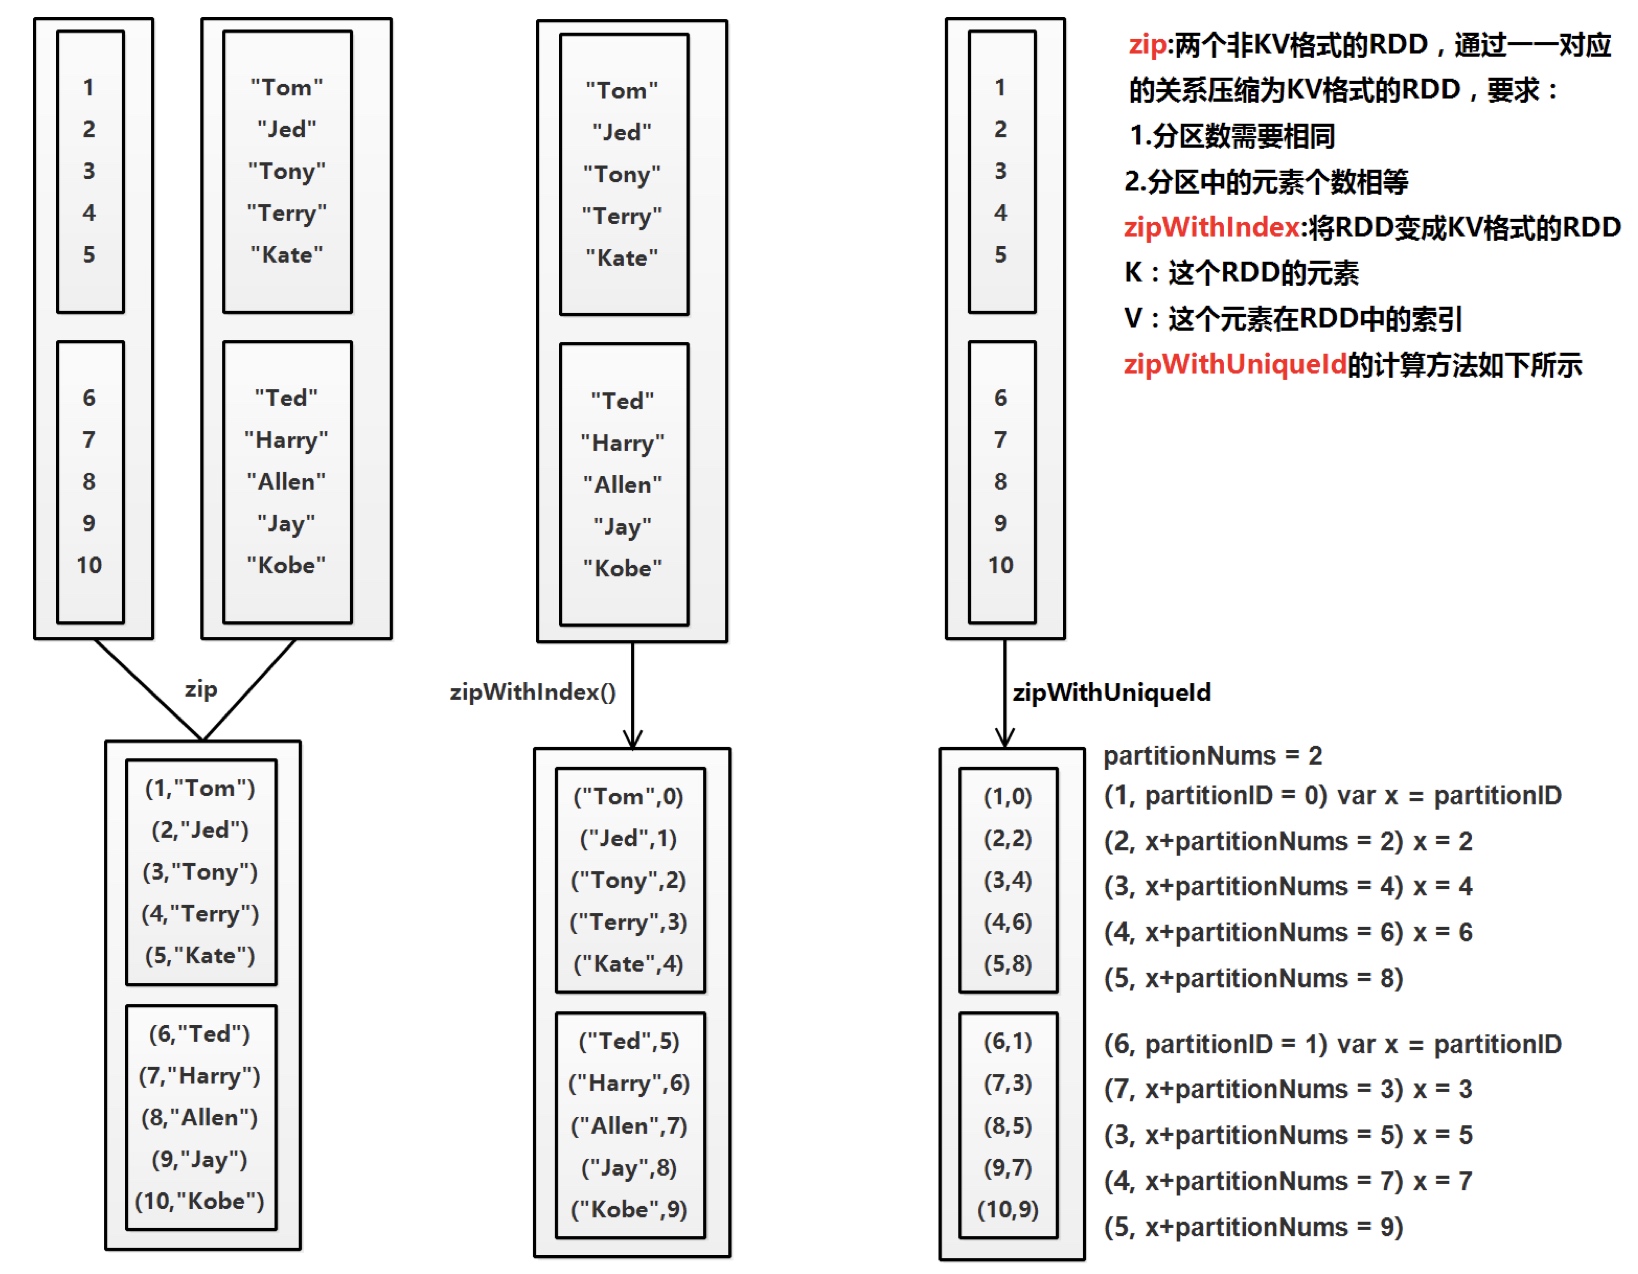 1
2
3
4
5
6
7
8
9
10
"Tom"
"Jed"
"Tony"
"Terry"
"Kate"
"Ted"
"Harry"
"Allen"
"Jay"
"Kobe"
zip
(1,"Tom")
(2,"Jed")
(3,"Tony")
(4,"Terry")
(5,"Kate")
(6,"Ted")
(7,"Harry")
(8,"Allen")
(9,"Jay")
(10,"Kobe")
"Tom"
"Jed"
"Tony"
"Terry"
"Kate"
"Ted"
"Harry"
"Allen"
"Jay"
"Kobe"
zipWithIndex()
("Tom",0)
("Jed",1)
("Tony",2)
("Terry",3)
("Kate",4)
("Ted",5)
("Harry",6)
("Allen",7)
("Jay",8)
("Kobe",9)
1
2
3
4
5
6
7
8
9
10
zipWithUniqueId
(1,0)
(2,2)
(3,4)
(4,6)
(5,8)
(6,1)
(7,3)
(8,5)
(9,7)
(10,9)
zip:两个非KV格式的RDD，通过一一对应
的关系压缩为KV格式的RDD，要求：
1.分区数需要相同
2.分区中的元素个数相等
zipWithIndex:将RDD变成KV格式的RDD
K：这个RDD的元素
V：这个元素在RDD中的索引
zipWithUniqueId的计算方法如下所示
partitionNums = 2
(1, partitionID = 0) var x = partitionID
(2, x+partitionNums = 2) x = 2
(3, x+partitionNums = 4) x = 4
(4, x+partitionNums = 6) x = 6
(5, x+partitionNums = 8)
(6, partitionID = 1) var x = partitionID
(7, x+partitionNums = 3) x = 3
(3, x+partitionNums = 5) x = 5
(4, x+partitionNums = 7) x = 7
(5, x+partitionNums = 9)